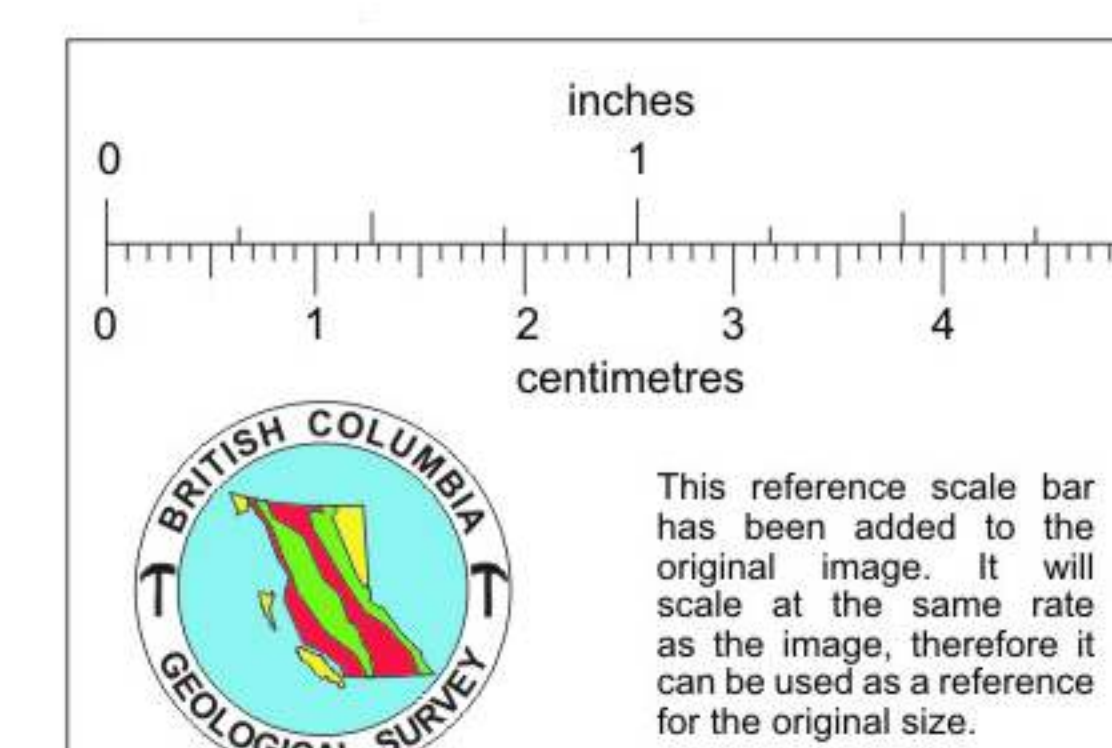 inches
0 1
0 1 2 3 4
centimetres
BRITISH COLUMBIA
GEOLOGICAL SURVEY
This reference scale bar
has been added to the
original image. It will
scale at the same rate
as the image, therefore it
can be used as a reference
for the original size.